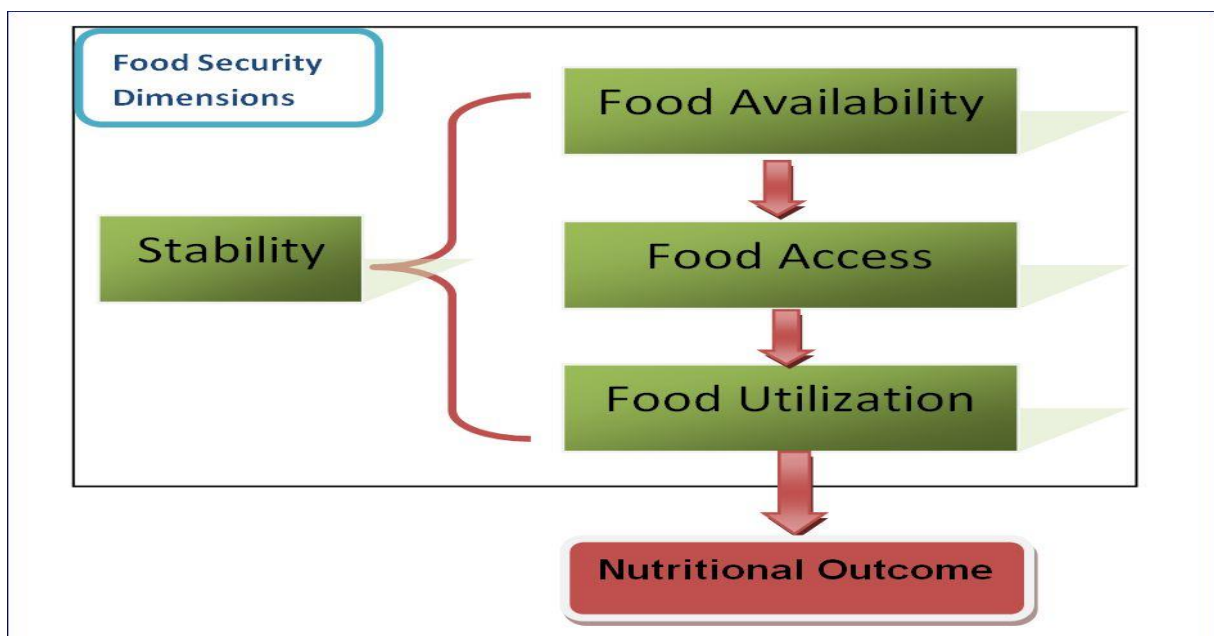 Food Security
Dimensions
Food Availability
Stability
Food Access
Food Utilization
Nutritional Outcome